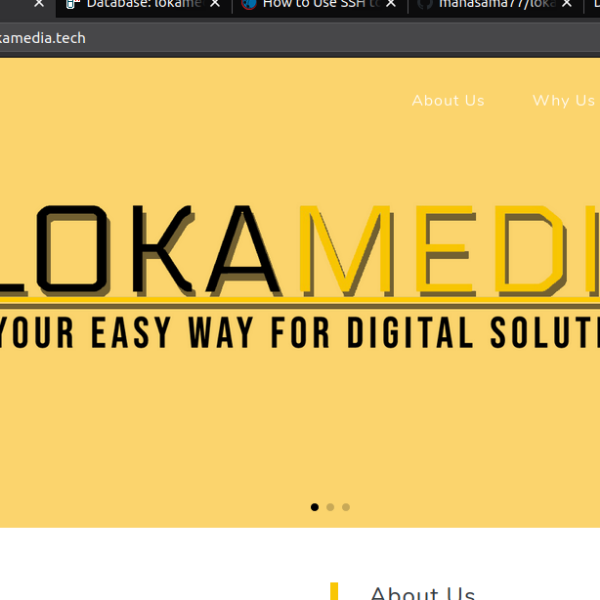 Database: lokame
How to Use SSH to
manasama77/loka
kamedia.tech
About Us
Why Us
LOKAMEDI
YOUR EASY WAY FOR DIGITAL SOLUTI
About Us